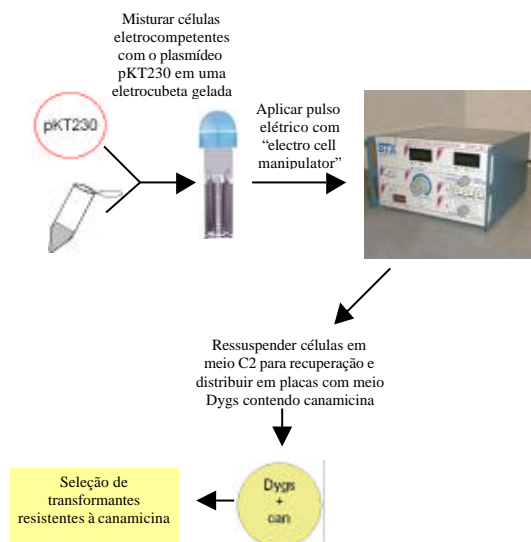 Misturar células
eletrocompetentes
com o plasmídeo
pKT230 em uma
eletrocubeta gelada
pKT230
Aplicar pulso
elétrico com
“electro cell
manipulator”
BTX
Ressuspender células em
meio C2 para recuperação e
distribuir em placas com meio
Dygs contendo canamicina
Seleção de
transformantes
resistentes à canamicina
Dygs
+
can